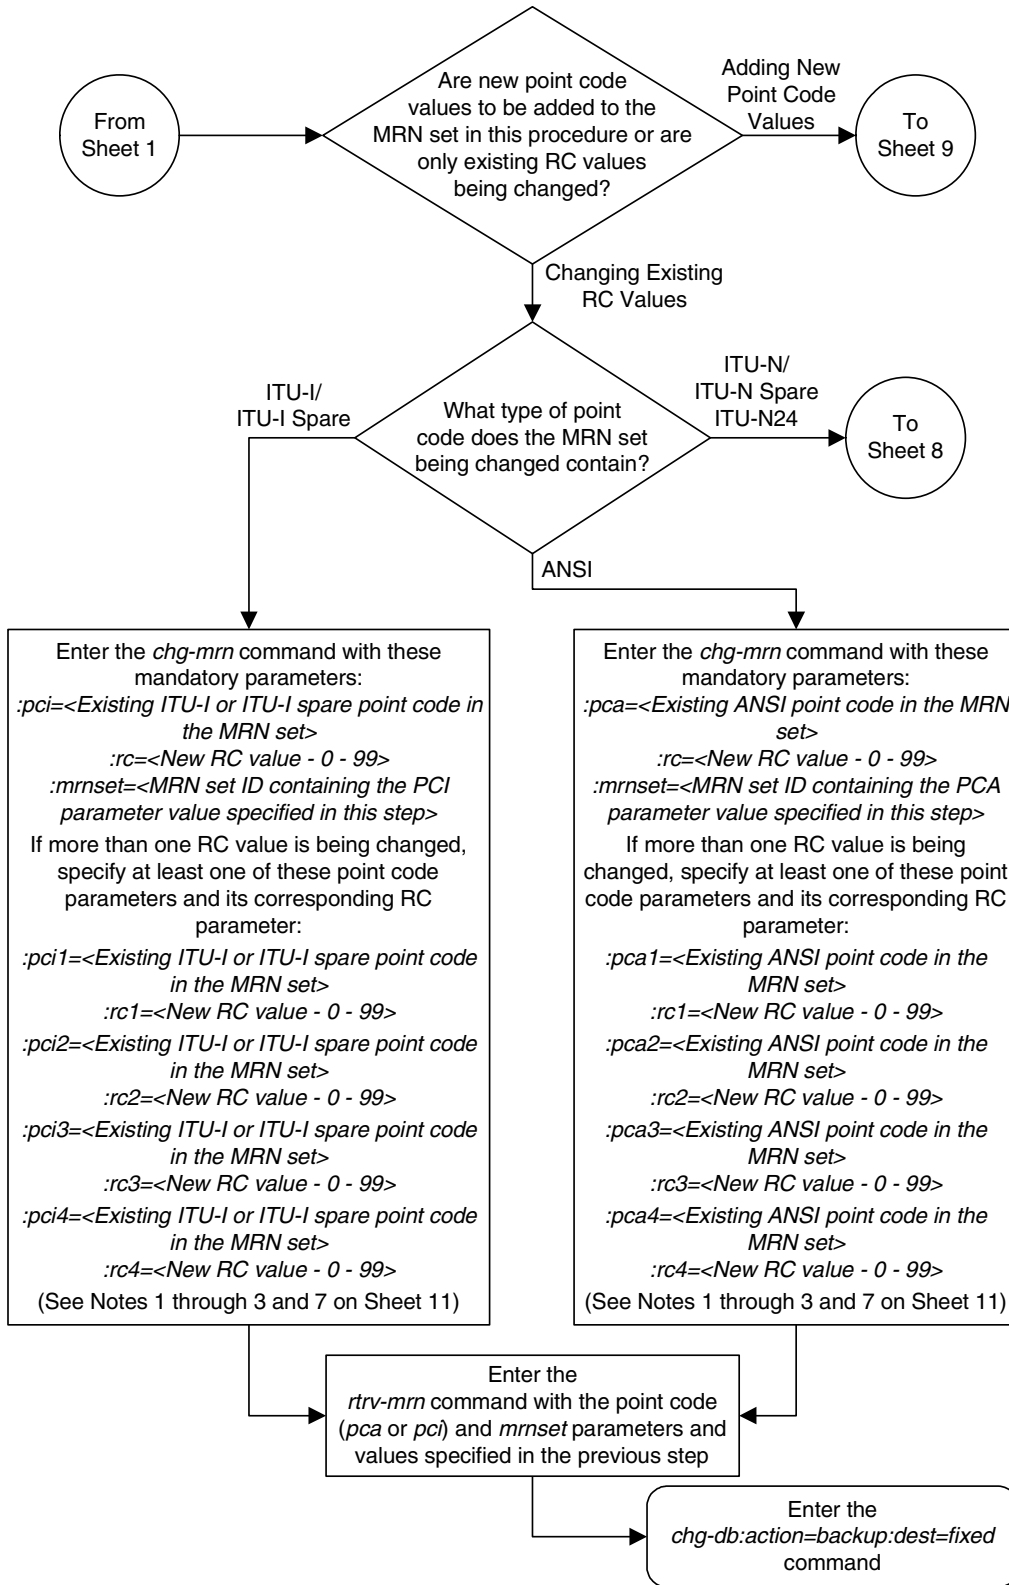 From
Sheet 1
Are new point code
values to be added to the
MRN set in this procedure or are
only existing RC values
being changed?
Adding New
Point Code
Values
To
Sheet 9
Changing Existing
RC Values
ITU-I/
ITU-I Spare
What type of point
code does the MRN set
being changed contain?
ITU-N/
ITU-N Spare
ITU-N24
To
Sheet 8
ANSI
Enter the chg-mrn command with these
mandatory parameters:
:pci=<Existing ITU-I or ITU-I spare point code in
the MRN set>
:rc=<New RC value - 0 - 99>
:mrnset=<MRN set ID containing the PCI
parameter value specified in this step>
If more than one RC value is being changed,
specify at least one of these point code
parameters and its corresponding RC
parameter:
:pci1=<Existing ITU-I or ITU-I spare point code
in the MRN set>
:rc1=<New RC value - 0 - 99>
:pci2=<Existing ITU-I or ITU-I spare point code
in the MRN set>
:rc2=<New RC value - 0 - 99>
:pci3=<Existing ITU-I or ITU-I spare point code
in the MRN set>
:rc3=<New RC value - 0 - 99>
:pci4=<Existing ITU-I or ITU-I spare point code
in the MRN set>
:rc4=<New RC value - 0 - 99>
(See Notes 1 through 3 and 7 on Sheet 11)
Enter the chg-mrn command with these
mandatory parameters:
:pca=<Existing ANSI point code in the MRN
set>
:rc=<New RC value - 0 - 99>
:mrnset=<MRN set ID containing the PCA
parameter value specified in this step>
If more than one RC value is being
changed, specify at least one of these point
code parameters and its corresponding RC
parameter:
:pca1=<Existing ANSI point code in the
MRN set>
:rc1=<New RC value - 0 - 99>
:pca2=<Existing ANSI point code in the
MRN set>
:rc2=<New RC value - 0 - 99>
:pca3=<Existing ANSI point code in the
MRN set>
:rc3=<New RC value - 0 - 99>
:pca4=<Existing ANSI point code in the
MRN set>
:rc4=<New RC value - 0 - 99>
(See Notes 1 through 3 and 7 on Sheet 11)
Enter the
rtrv-mrn command with the point code
(pca or pci) and mrnset parameters and
values specified in the previous step
Enter the
chg-db:action=backup:dest=fixed
command